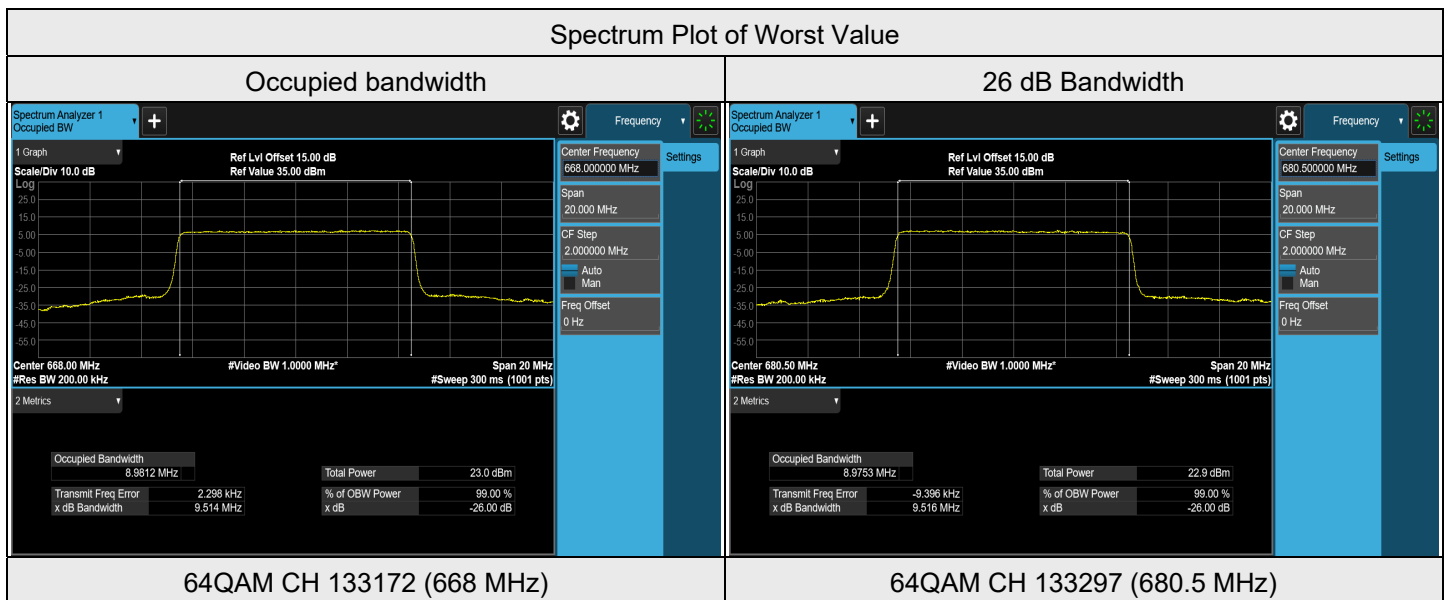 Spectrum Plot of Worst Value
Occupied bandwidth
26 dB Bandwidth
Spectrum Analyzer 1
Occupied BW
+
Frequency
1 Graph
Ref Lvl Offset 15.00 dB
Scale/Div 10.0 dB
Ref Value 35.00 dBm
Log
25.0
15.0
5.00
-5.00
-15.0
-25.0
-35.0
-45.0
-55.0
Center 668.00 MHz
#Video BW 1.0000 MHz*
Span 20 MHz
#Res BW 200.00 kHz
#Sweep 300 ms (1001 pts)
Center Frequency
668.000000 MHz
Settings
Span
20.000 MHz
CF Step
2.000000 MHz
Auto
Man
Freq Offset
0 Hz
2 Metrics
Occupied Bandwidth
8.9812 MHz
Total Power 23.0 dBm
Transmit Freq Error 2.298 kHz % of OBW Power 99.00 %
x dB Bandwidth 9.514 MHz x dB -26.00 dB
Spectrum Analyzer 1
Occupied BW
+
Frequency
1 Graph
Ref Lvl Offset 15.00 dB
Scale/Div 10.0 dB
Ref Value 35.00 dBm
Log
25.0
15.0
5.00
-5.00
-15.0
-25.0
-35.0
-45.0
-55.0
Center 680.50 MHz
#Video BW 1.0000 MHz*
Span 20 MHz
#Res BW 200.00 kHz
#Sweep 300 ms (1001 pts)
Center Frequency
680.500000 MHz
Settings
Span
20.000 MHz
CF Step
2.000000 MHz
Auto
Man
Freq Offset
0 Hz
2 Metrics
Occupied Bandwidth
8.9753 MHz
Total Power 22.9 dBm
Transmit Freq Error -9.396 kHz % of OBW Power 99.00 %
x dB Bandwidth 9.516 MHz x dB -26.00 dB
64QAM CH 133172 (668 MHz)
64QAM CH 133297 (680.5 MHz)